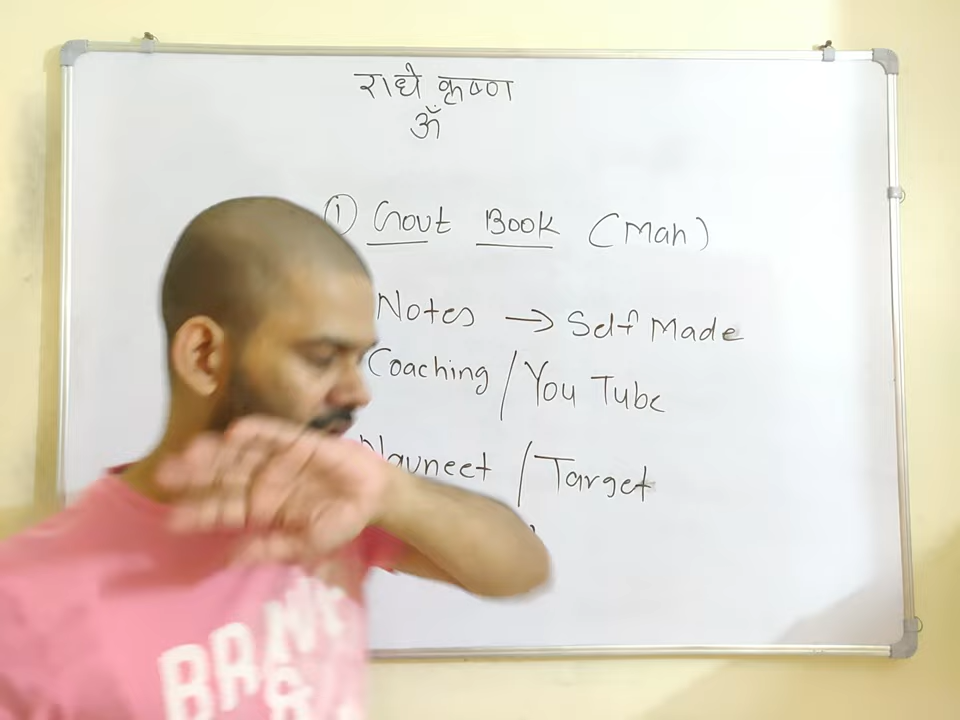 राधे कृष्ण
ॐ
① Govt Book (Mah)
Notes → Self Made
Coaching / You Tube
Navneet / Target